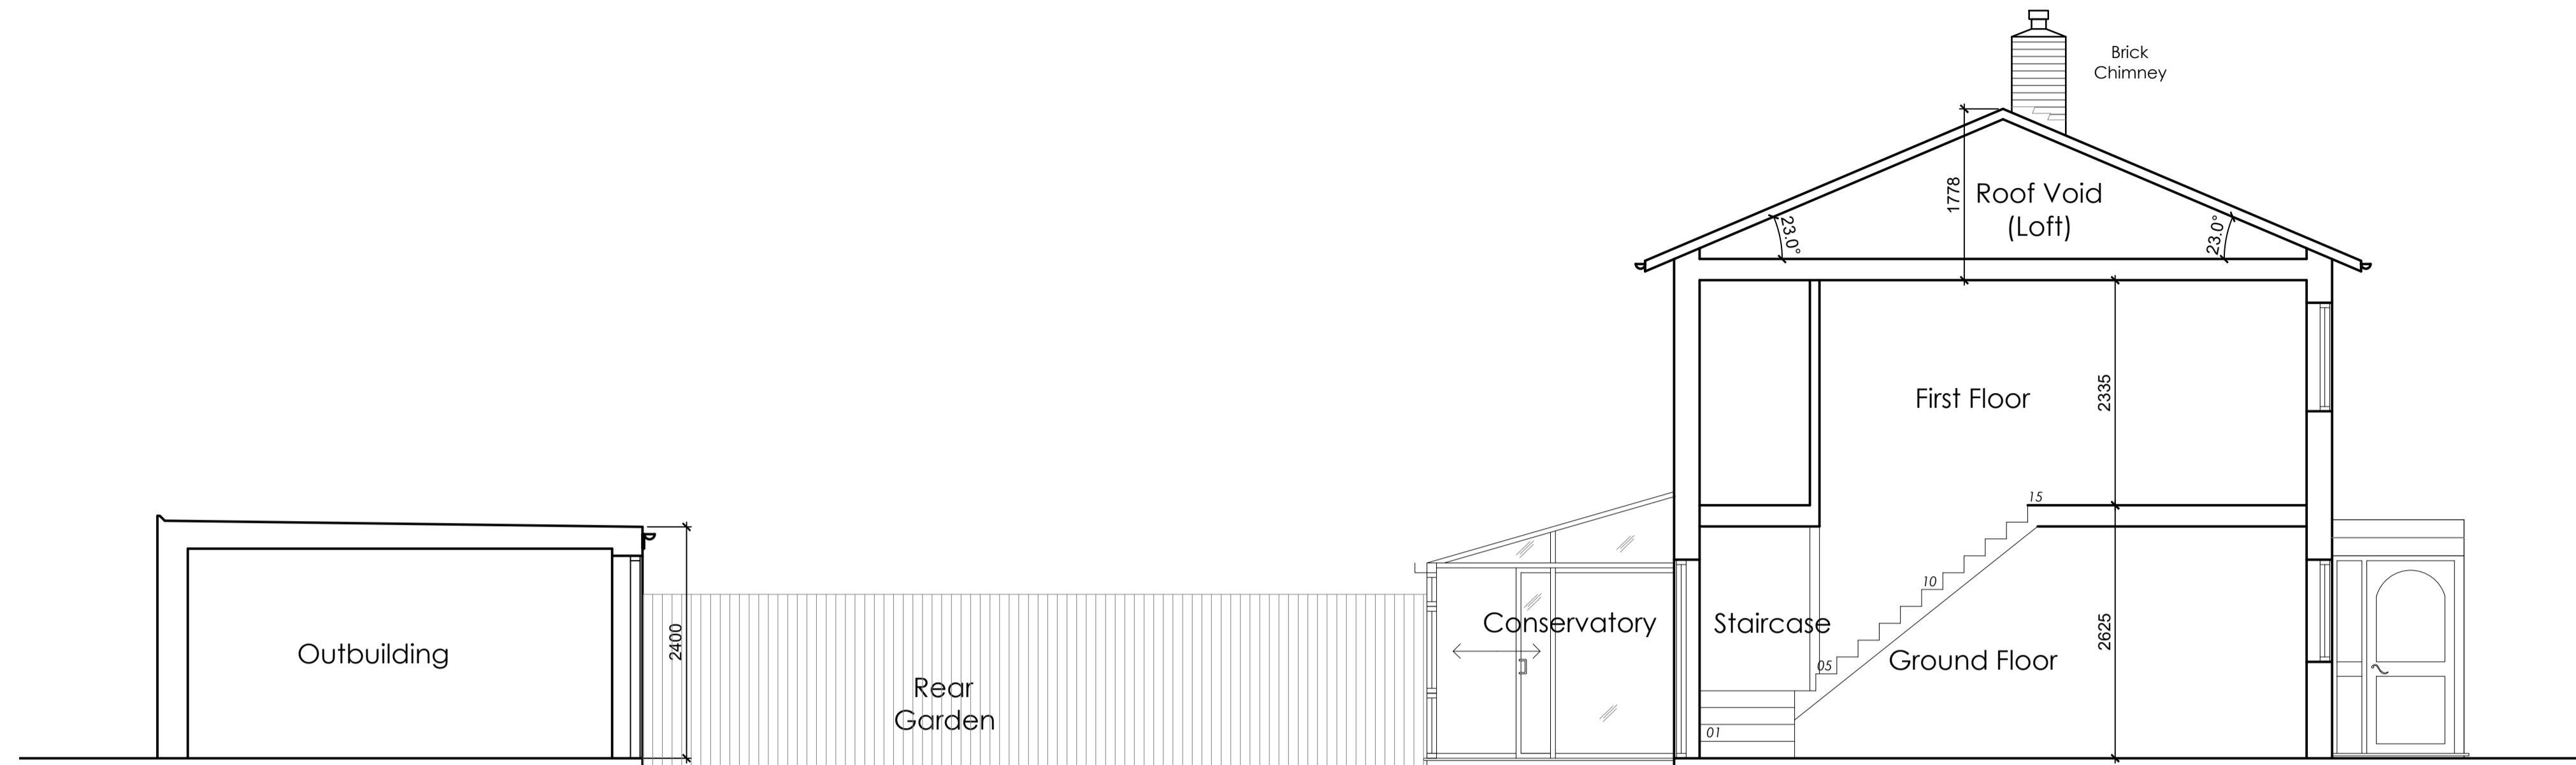 Brick
Chimney
1778
Roof Void
(Loft)
23.0°
23.0°
First Floor
2335
15
10
05
01
Outbuilding
2400
Rear
Garden
Conservatory
Staircase
Ground Floor
2625